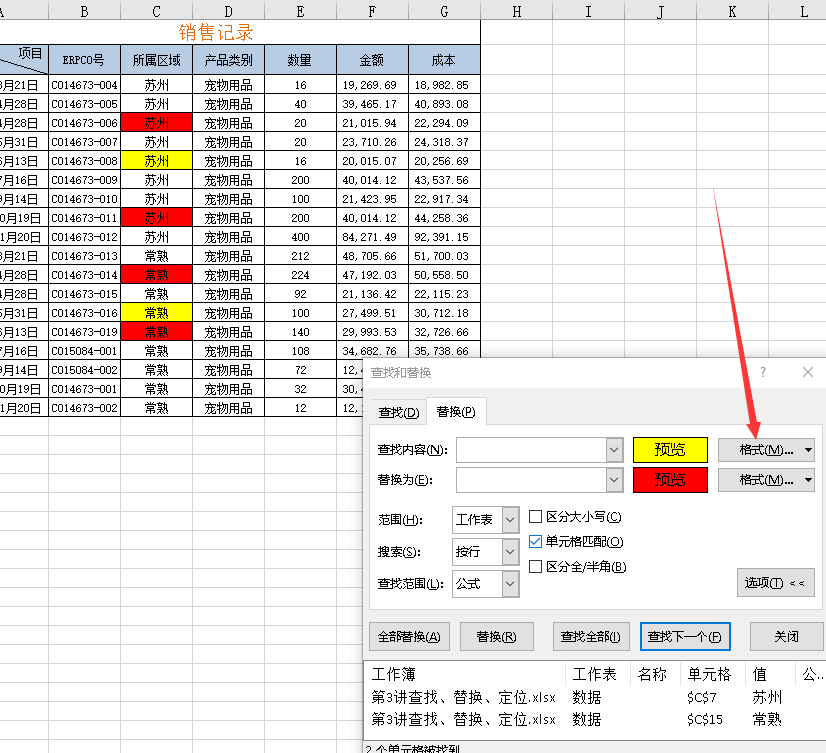 A B C D E F G H I J K L
销售记录
项目 ERPCO号 所属区域 产品类别 数量 金额 成本
3月21日 C014673-004 苏州 宠物用品 16 19,269.69 18,982.85
4月28日 C014673-005 苏州 宠物用品 40 39,465.17 40,893.08
4月28日 C014673-006 苏州 宠物用品 20 21,015.94 22,294.09
5月31日 C014673-007 苏州 宠物用品 20 23,710.26 24,318.37
6月13日 C014673-008 苏州 宠物用品 16 20,015.07 20,256.69
7月16日 C014673-009 苏州 宠物用品 200 40,014.12 43,537.56
9月14日 C014673-010 苏州 宠物用品 100 21,423.95 22,917.34
0月19日 C014673-011 苏州 宠物用品 200 40,014.12 44,258.36
1月20日 C014673-012 苏州 宠物用品 400 84,271.49 92,391.15
3月21日 C014673-013 常熟 宠物用品 212 48,705.66 51,700.03
4月28日 C014673-014 常熟 宠物用品 224 47,192.03 50,558.50
4月28日 C014673-015 常熟 宠物用品 92 21,136.42 22,115.23
5月31日 C014673-016 常熟 宠物用品 100 27,499.51 30,712.18
6月13日 C014673-019 常熟 宠物用品 140 29,993.53 32,726.66
7月16日 C015084-001 常熟 宠物用品 108 34,682.76 35,738.66
9月14日 C015084-002 常熟 宠物用品 72 12,
0月19日 C014673-001 常熟 宠物用品 32 30,
1月20日 C014673-002 常熟 宠物用品 12 12,
查找和替换 ?
查找(D) 替换(P)
查找内容(N): 预览 格式(M)...
替换为(E): 预览 格式(M)...
范围(H): 工作表 区分大小写(C)
单元格匹配(O)
搜索(S): 按行
区分全/半角(B)
查找范围(L): 公式 选项(T) <<
全部替换(A) 替换(R) 查找全部(I) 查找下一个(F) 关闭
工作簿 工作表 名称 单元格 值 公..
第3讲查找、替换、定位.xlsx 数据 $C$7 苏州
第3讲查找、替换、定位.xlsx 数据 $C$15 常熟
2 个单元格被找到